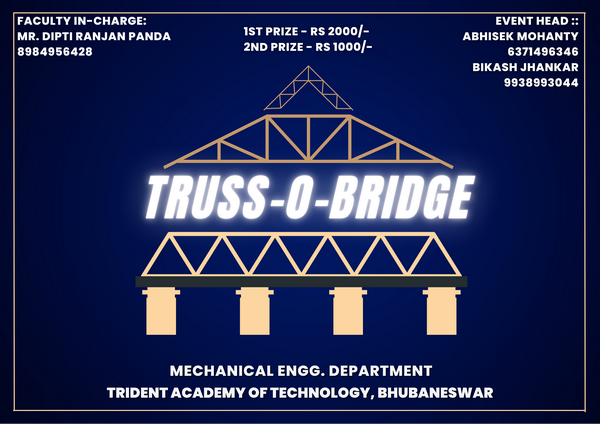 FACULTY IN-CHARGE:
MR. DIPTI RANJAN PANDA
8984956428
1ST PRIZE - RS 2000/-
2ND PRIZE - RS 1000/-
EVENT HEAD ::
ABHISEK MOHANTY
6371496346
BIKASH JHANKAR
9938993044
TRUSS-O-BRIDGE
MECHANICAL ENGG. DEPARTMENT
TRIDENT ACADEMY OF TECHNOLOGY, BHUBANESWAR